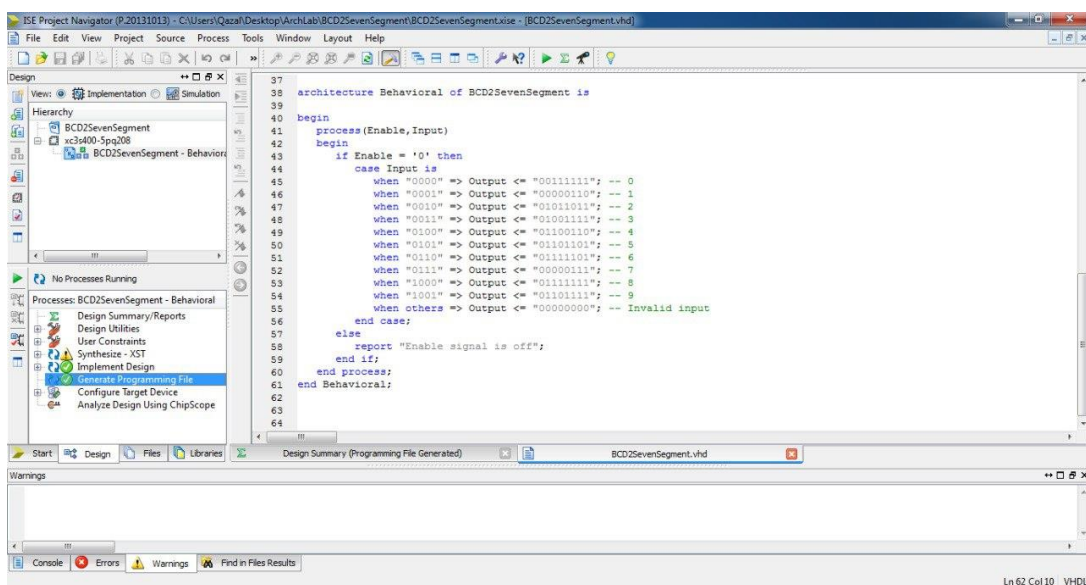 ISE Project Navigator (P.20131013) - C:\Users\Qazal\Desktop\ArchLab\BCD2SevenSegment\BCD2SevenSegment.xise - [BCD2SevenSegment.vhd]
File Edit View Project Source Process Tools Window Layout Help
Design
View: Implementation Simulation
Hierarchy
BCD2SevenSegment
xc3s400-5pq208
BCD2SevenSegment - Behaviora
No Processes Running
Processes: BCD2SevenSegment - Behavioral
Design Summary/Reports
Design Utilities
User Constraints
Synthesize - XST
Implement Design
Generate Programming File
Configure Target Device
Analyze Design Using ChipScope
Start Design Files Libraries
37
38 architecture Behavioral of BCD2SevenSegment is
39
40 begin
41 process(Enable,Input)
42 begin
43 if Enable = '0' then
44 case Input is
45 when "0000" => Output <= "00111111"; -- 0
46 when "0001" => Output <= "00000110"; -- 1
47 when "0010" => Output <= "01011011"; -- 2
48 when "0011" => Output <= "01001111"; -- 3
49 when "0100" => Output <= "01100110"; -- 4
50 when "0101" => Output <= "01101101"; -- 5
51 when "0110" => Output <= "01111101"; -- 6
52 when "0111" => Output <= "00000111"; -- 7
53 when "1000" => Output <= "01111111"; -- 8
54 when "1001" => Output <= "01101111"; -- 9
55 when others => Output <= "00000000"; -- Invalid input
56 end case;
57 else
58 report "Enable signal is off";
59 end if;
60 end process;
61 end Behavioral;
62
63
64
Design Summary (Programming File Generated) BCD2SevenSegment.vhd
Warnings
Console Errors Warnings Find in Files Results
Ln 62 Col 10 VHDL